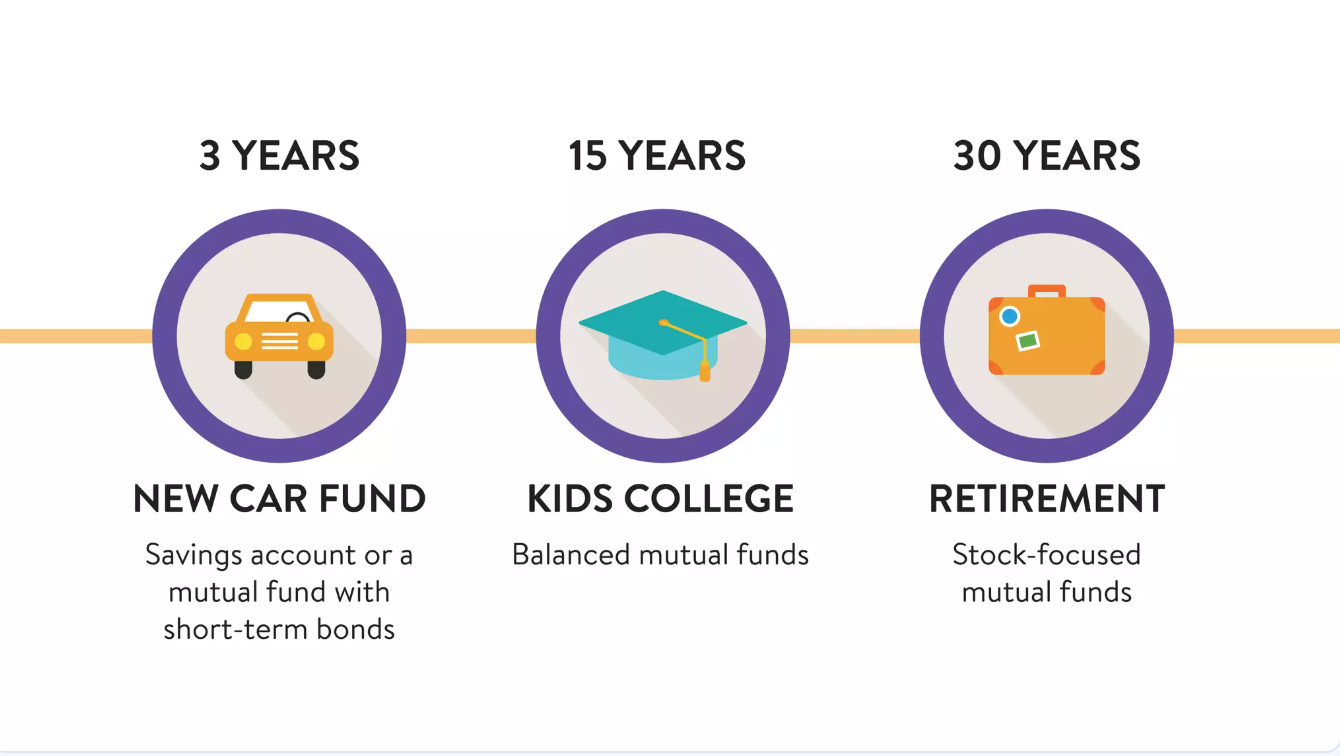 3 YEARS
15 YEARS
30 YEARS
NEW CAR FUND
Savings account or a
mutual fund with
short-term bonds
KIDS COLLEGE
Balanced mutual funds
RETIREMENT
Stock-focused
mutual funds